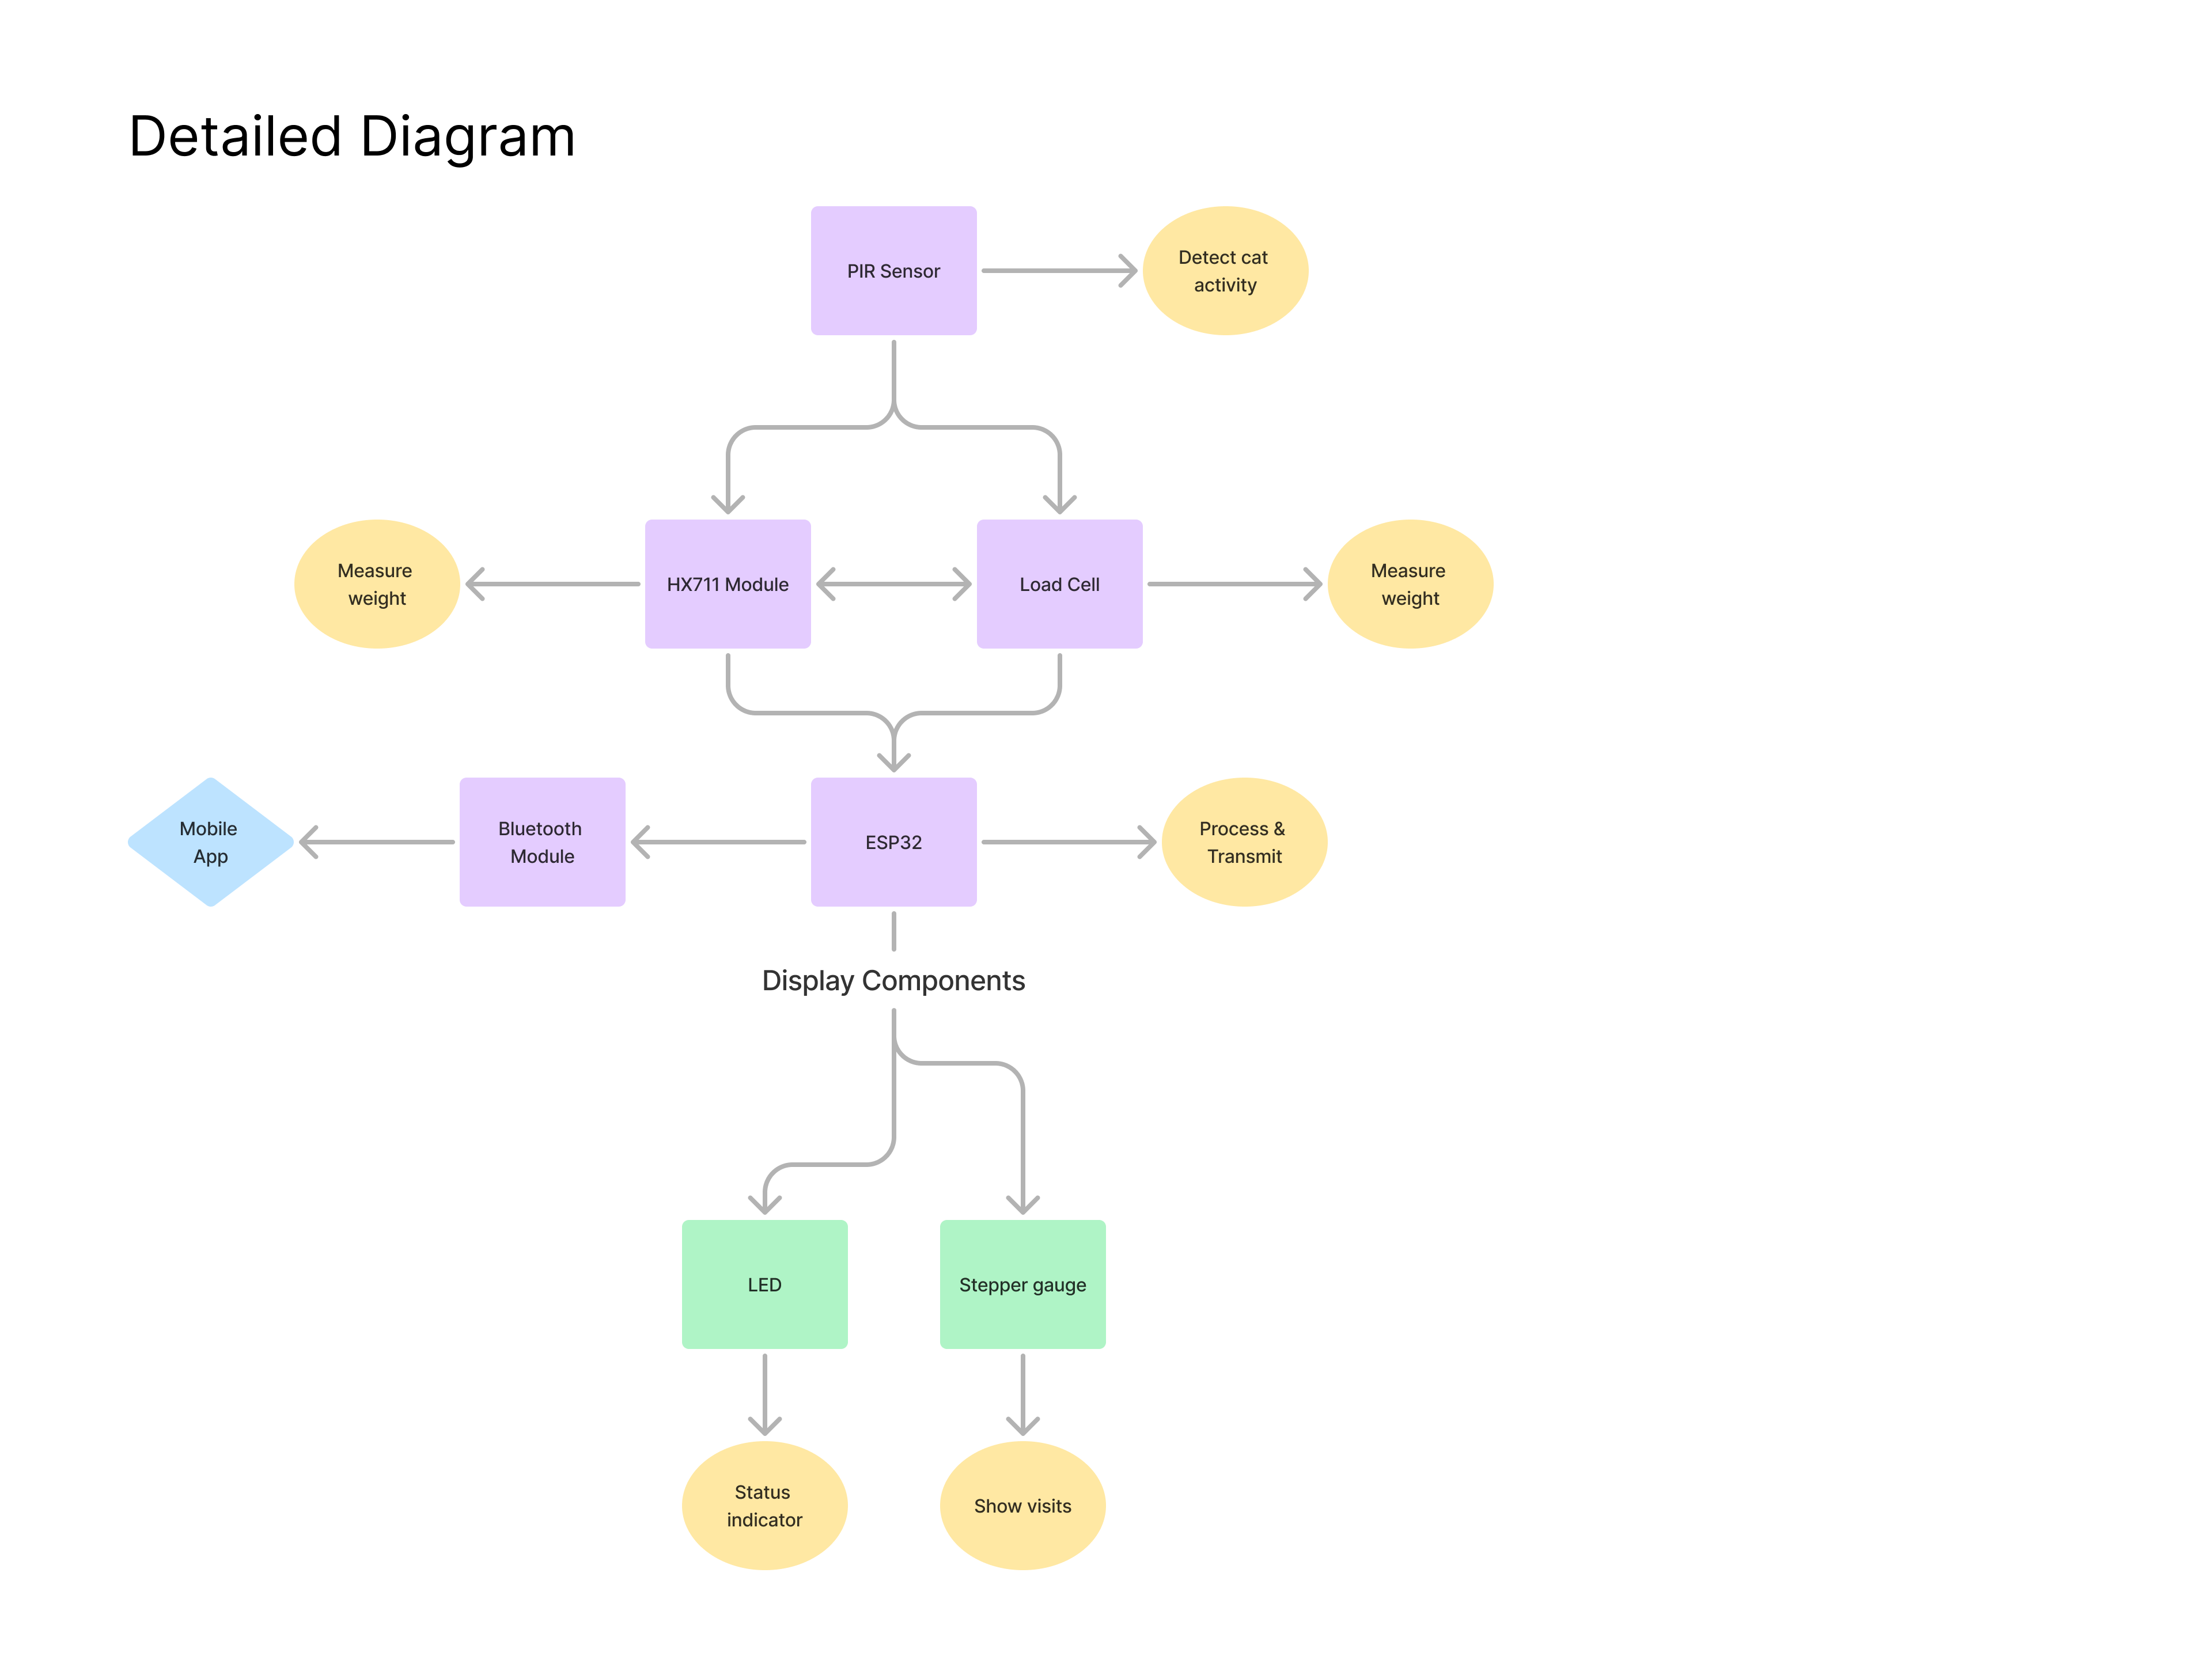 Detailed Diagram
PIR Sensor
Detect cat
activity
Measure
weight
HX711 Module
Load Cell
Measure
weight
Mobile
App
Bluetooth
Module
ESP32
Process &
Transmit
Display Components
LED
Stepper gauge
Status
indicator
Show visits